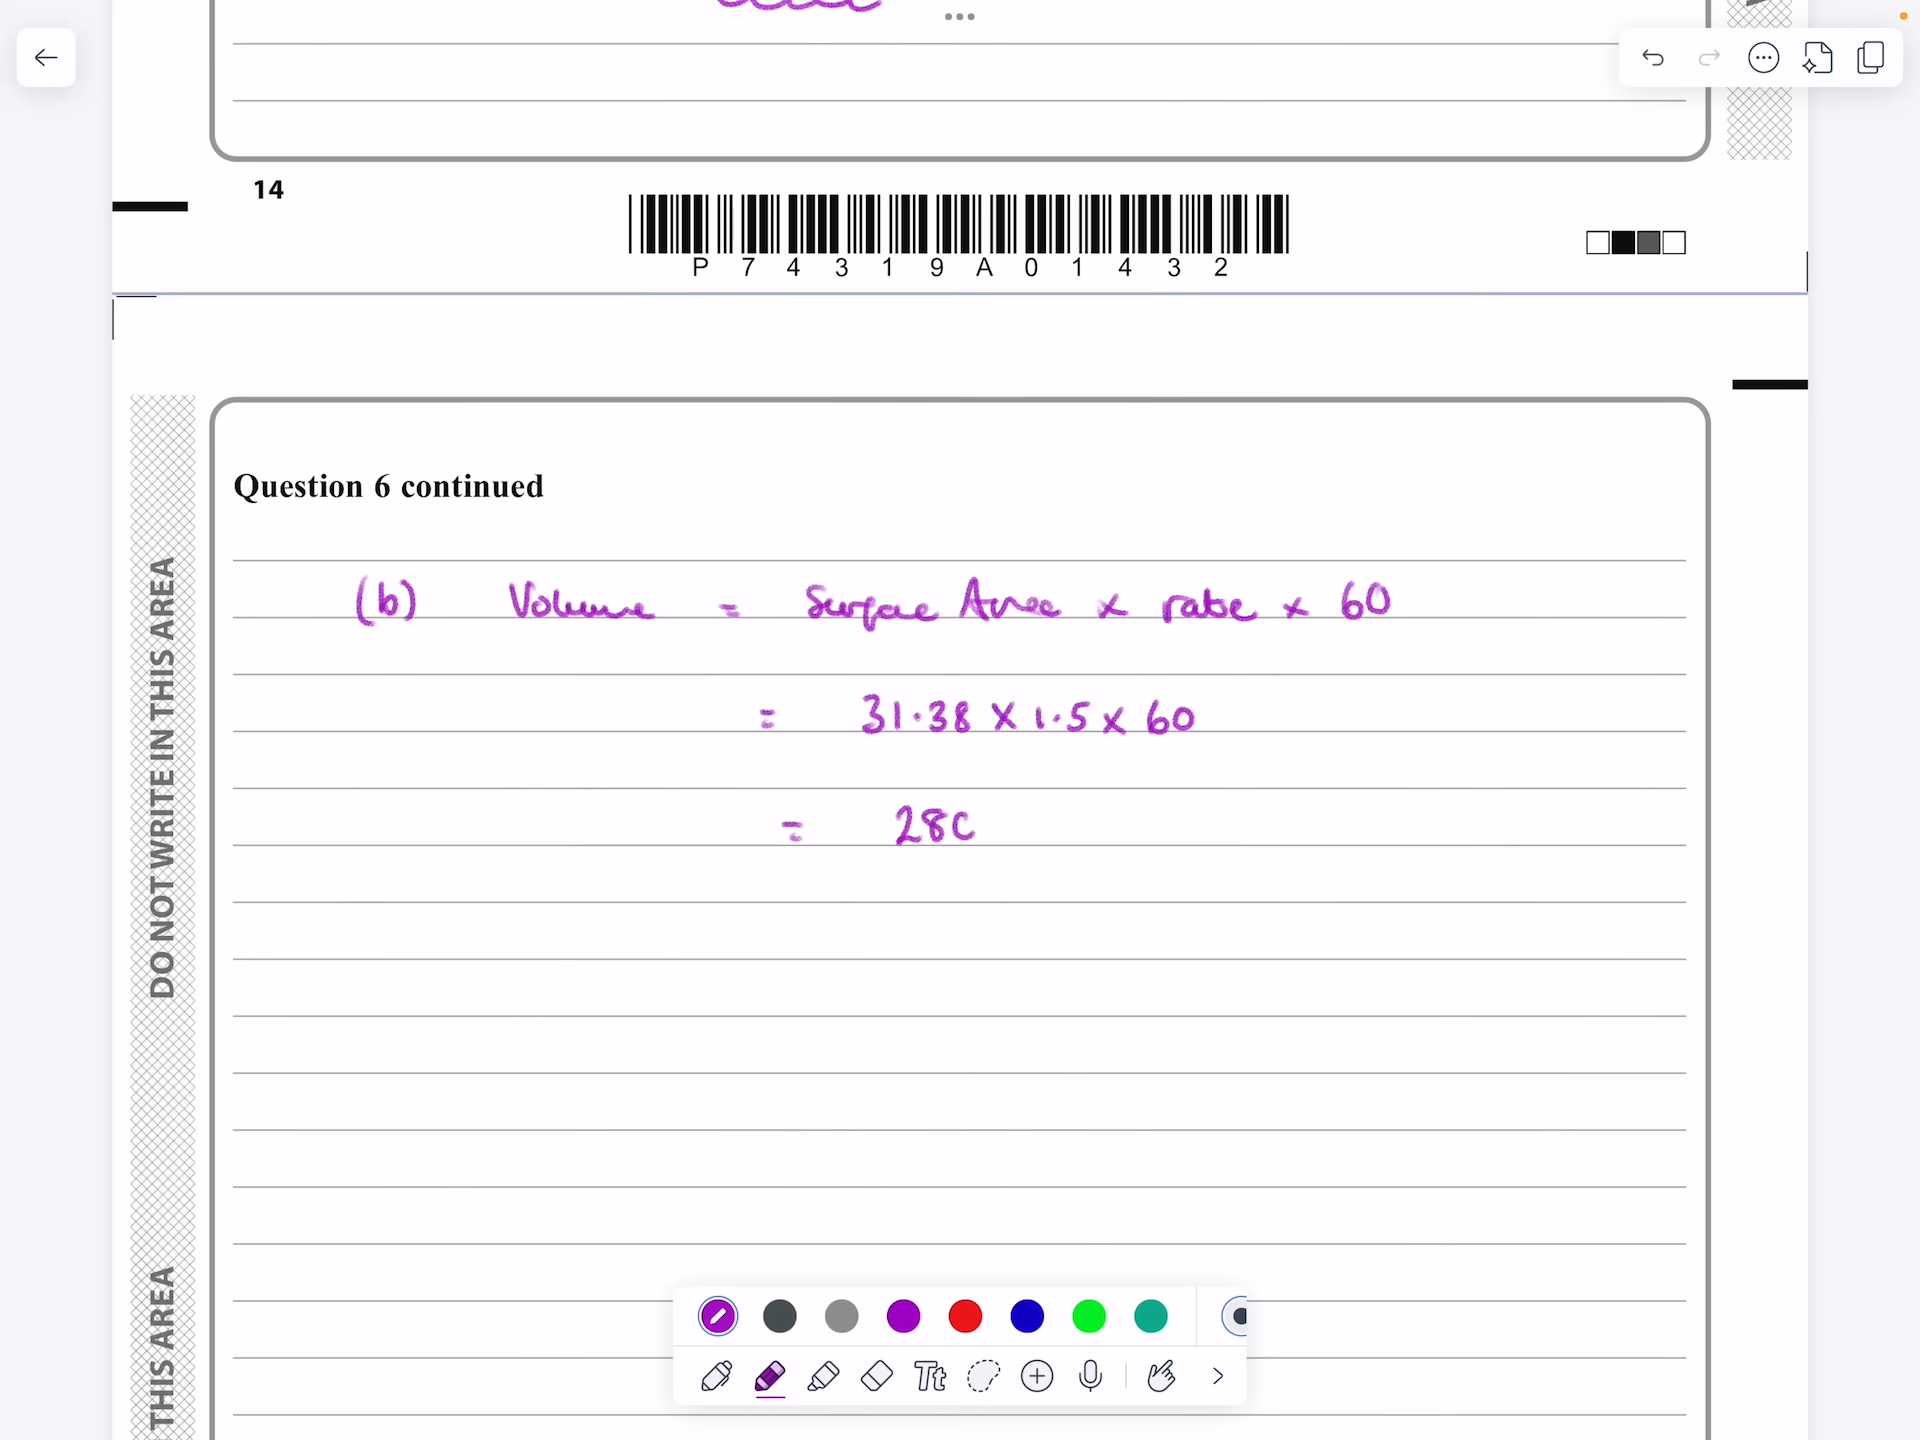 14
P 7 4 3 1 9 A 0 1 4 3 2
Question 6 continued
(b) Volume = Surface Area × rate × 60
= 31.38 × 1.5 × 60
= 28C
DO NOT WRITE IN THIS AREA
THIS AREA
Tt